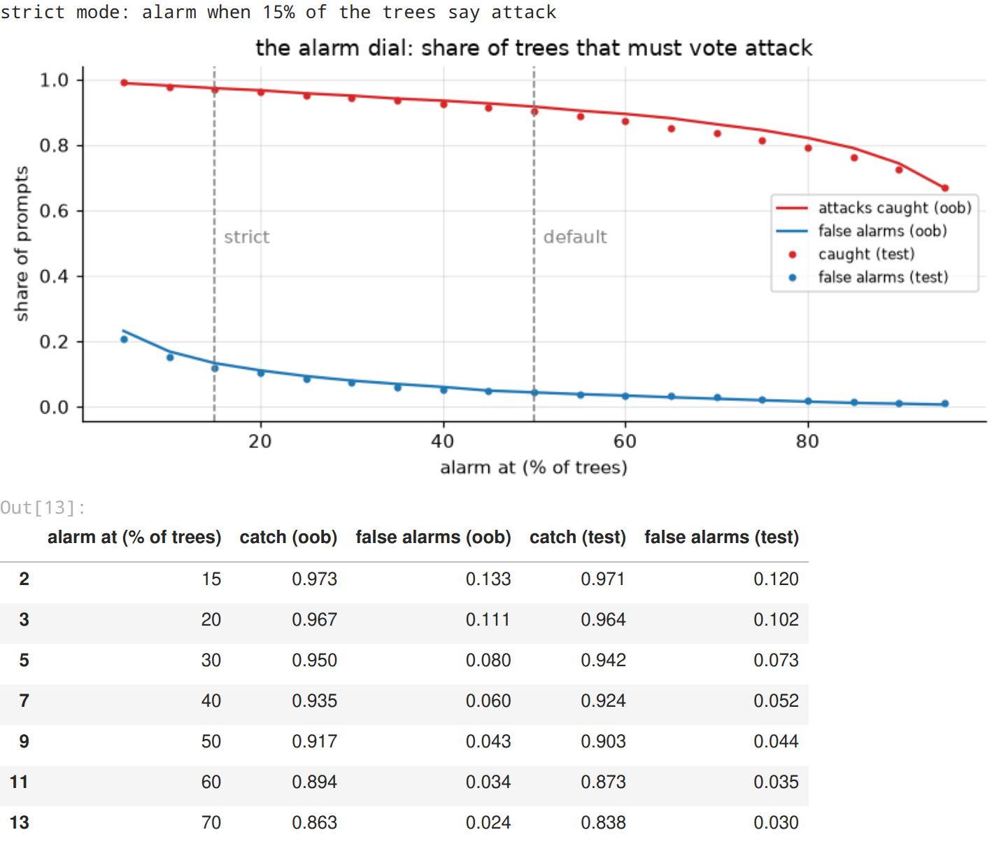 strict mode: alarm when 15% of the trees say attack
the alarm dial: share of trees that must vote attack
1.0
0.8
0.6
0.4
0.2
0.0
share of prompts
strict
default
attacks caught (oob)
false alarms (oob)
caught (test)
false alarms (test)
20 40 60 80
alarm at (% of trees)
Out[13]:
alarm at (% of trees) catch (oob) false alarms (oob) catch (test) false alarms (test)
2 15 0.973 0.133 0.971 0.120
3 20 0.967 0.111 0.964 0.102
5 30 0.950 0.080 0.942 0.073
7 40 0.935 0.060 0.924 0.052
9 50 0.917 0.043 0.903 0.044
11 60 0.894 0.034 0.873 0.035
13 70 0.863 0.024 0.838 0.030